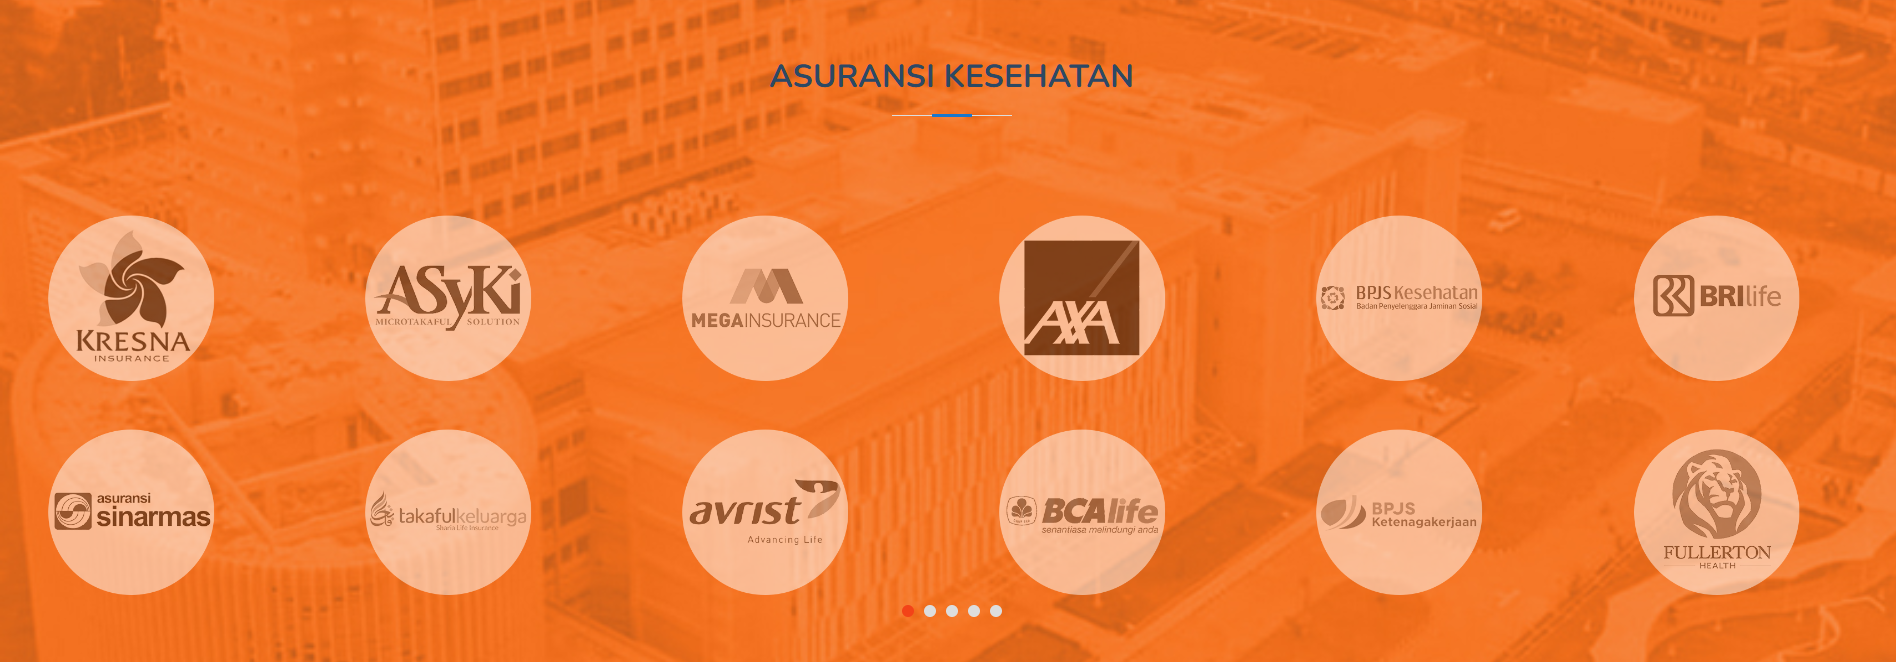 ASURANSI KESEHATAN
KRESNA
INSURANCE
ASyKi
MICROTAKAFUL SOLUTION
MEGAINSURANCE
AXA
BPJS Kesehatan
Badan Penyelenggara Jaminan Sosial
BRIlife
asuransi
sinarmas
takafulkeluarga
Sharia Life Insurance
avrist
Advancing Life
BCAlife
senantiasa melindungi anda
BPJS
Ketenagakerjaan
FULLERTON
HEALTH